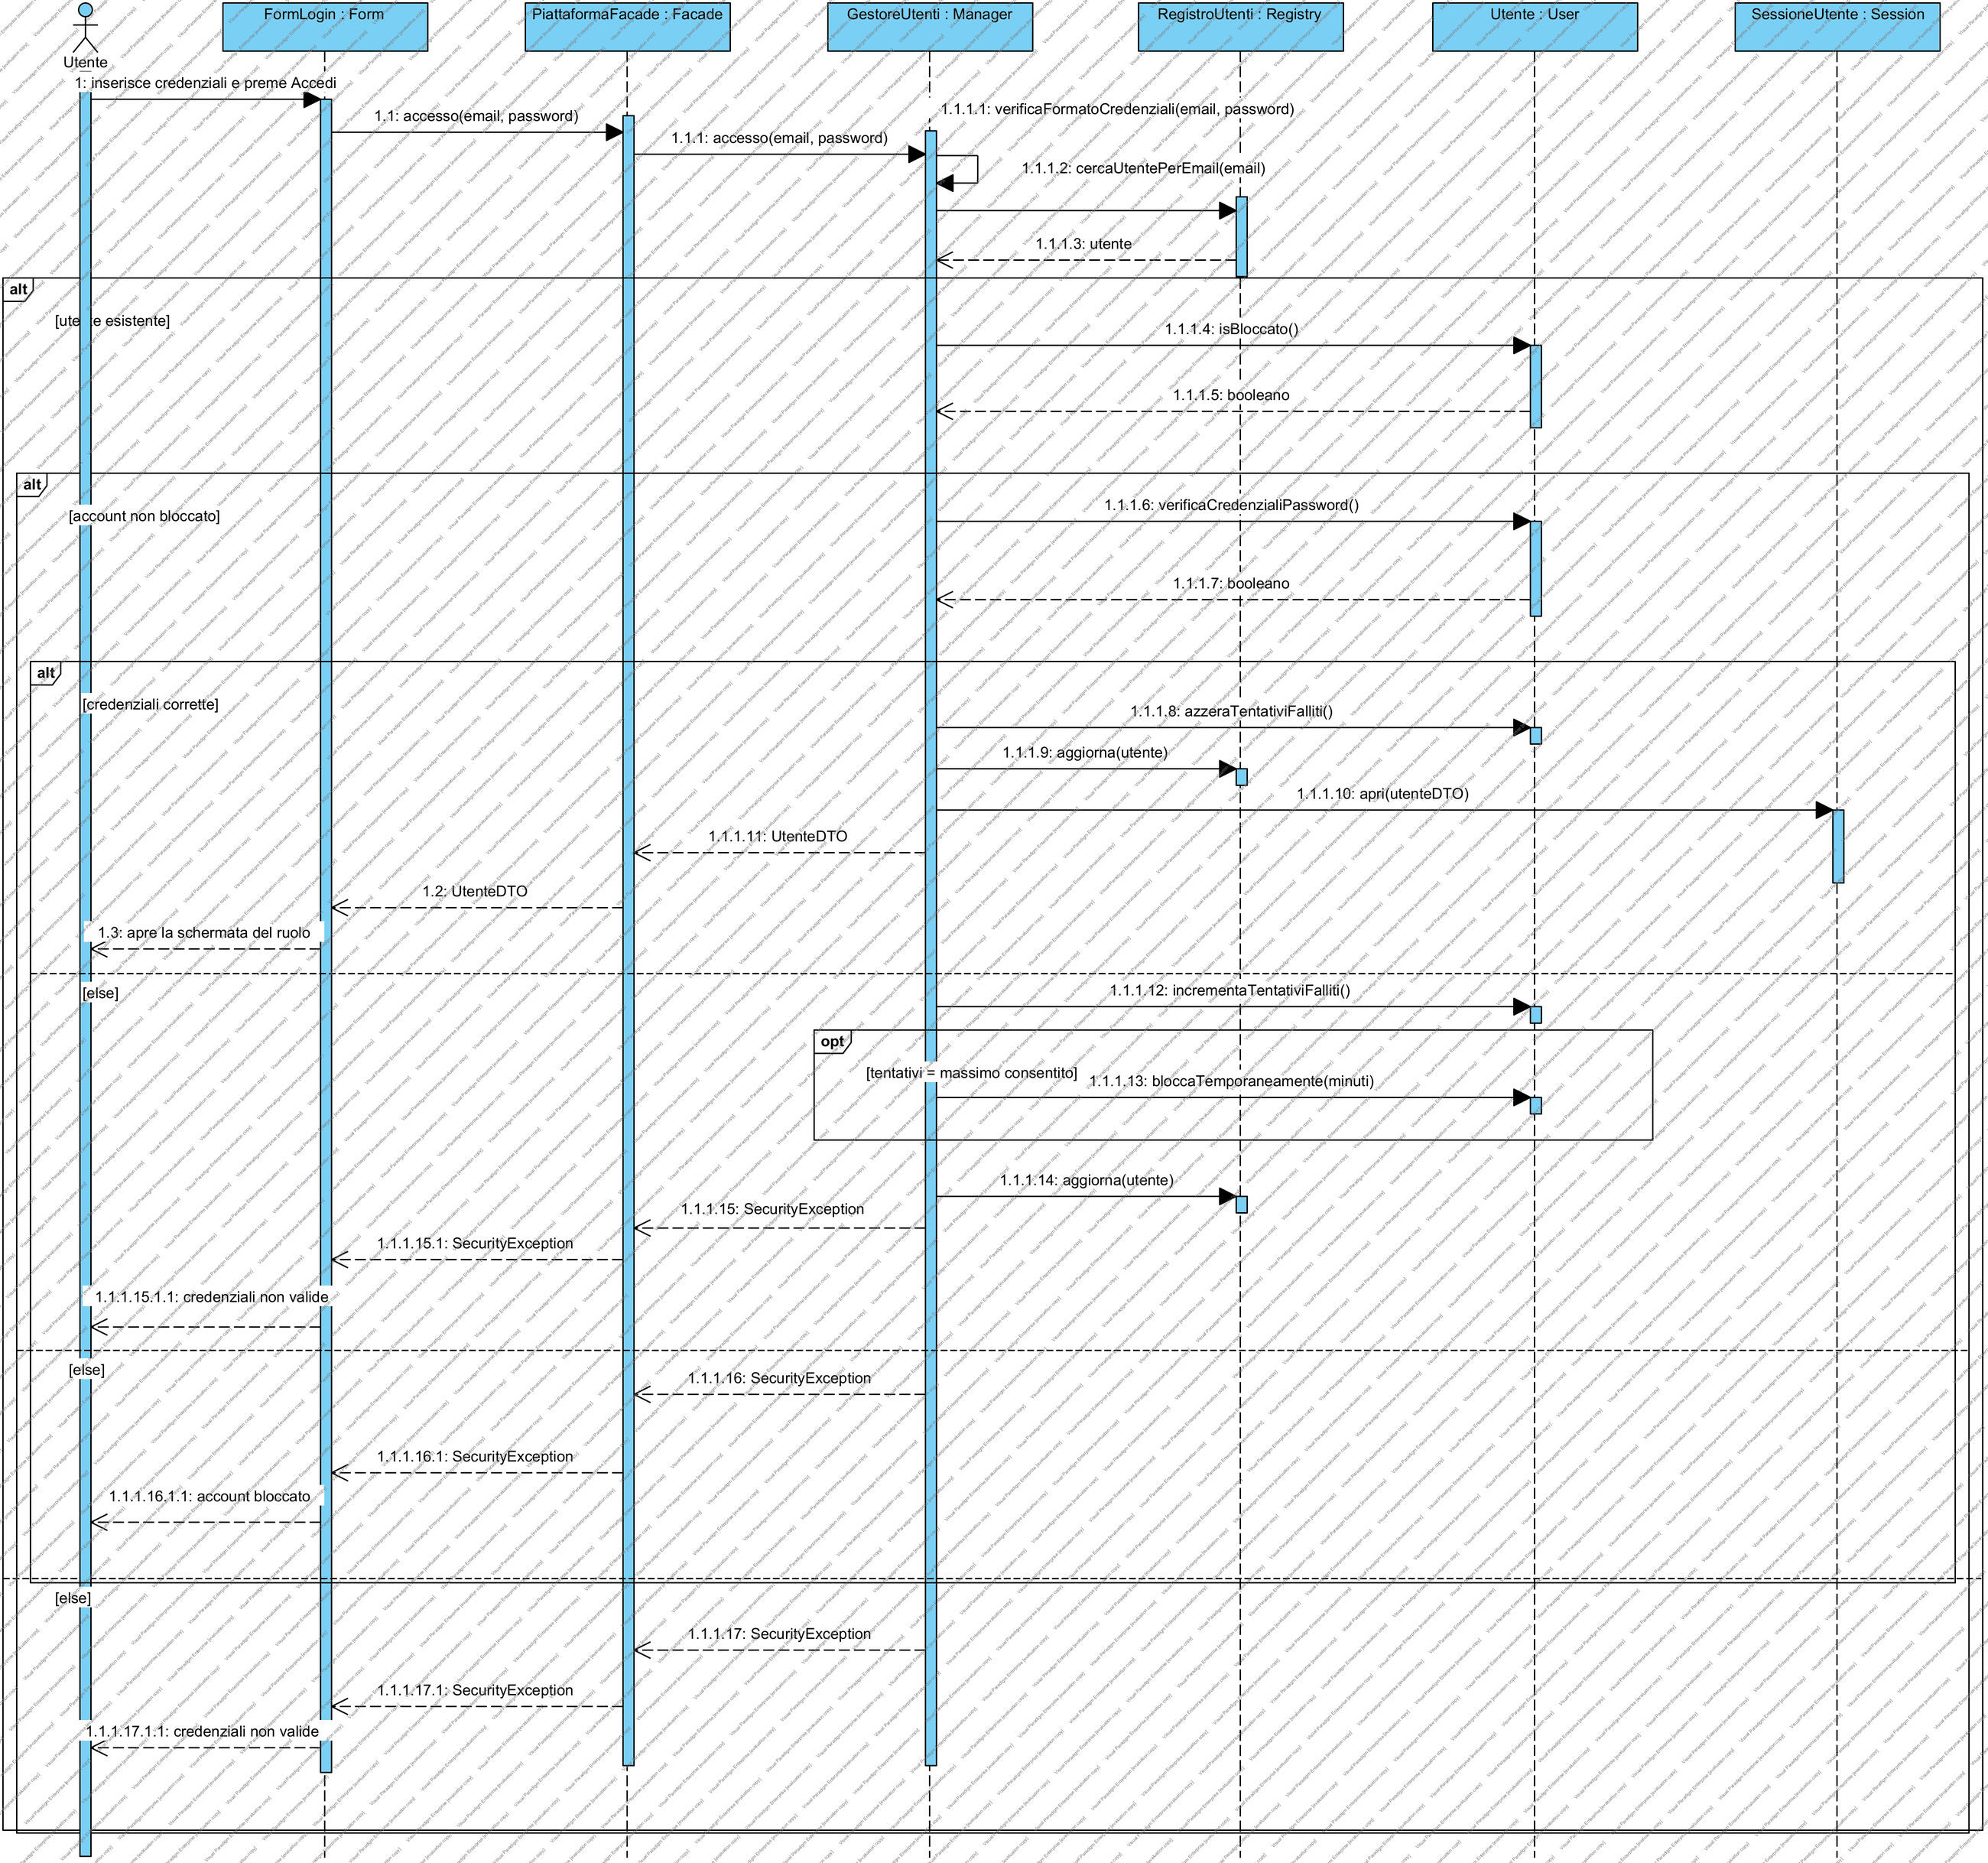 FormLogin : Form
PiattaformaFacade : Facade
GestoreUtenti : Manager
RegistroUtenti : Registry
Utente : User
SessioneUtente : Session
Utente
1: inserisce credenziali e preme Accedi
1.1: accesso(email, password)
1.1.1: accesso(email, password)
1.1.1.1: verificaFormatoCredenziali(email, password)
1.1.1.2: cercaUtentePerEmail(email)
1.1.1.3: utente
alt
[utente esistente]
1.1.1.4: isBloccato()
1.1.1.5: booleano
alt
[account non bloccato]
1.1.1.6: verificaCredenzialiPassword()
1.1.1.7: booleano
alt
[credenziali corrette]
1.1.1.8: azzeraTentativiFalliti()
1.1.1.9: aggiorna(utente)
1.1.1.10: apri(utenteDTO)
1.1.1.11: UtenteDTO
1.2: UtenteDTO
1.3: apre la schermata del ruolo
[else]
1.1.1.12: incrementaTentativiFalliti()
opt
[tentativi = massimo consentito]
1.1.1.13: bloccaTemporaneamente(minuti)
1.1.1.14: aggiorna(utente)
1.1.1.15: SecurityException
1.1.1.15.1: SecurityException
1.1.1.15.1.1: credenziali non valide
[else]
1.1.1.16: SecurityException
1.1.1.16.1: SecurityException
1.1.1.16.1.1: account bloccato
[else]
1.1.1.17: SecurityException
1.1.1.17.1: SecurityException
1.1.1.17.1.1: credenziali non valide